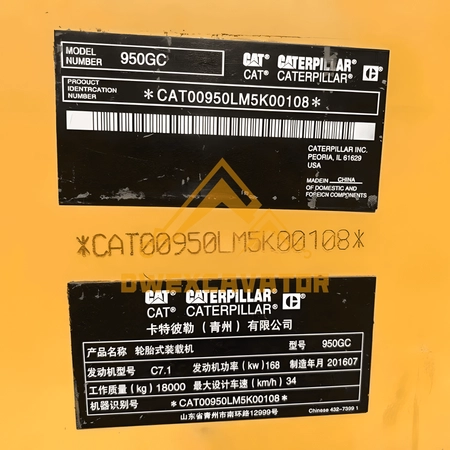 MODEL NUMBER 950GC
CAT CATERPILLAR C
CAT® CATERPILLAR®
PRODUCT IDENTRCATION NUMBER *CAT00950LM5K00108*
CATERPILLAR INC.
PEORIA, IL 61629
USA
MADE IN CHINA
OF DOMESTIC AND
FOREIGN COMPONENTS
*CAT00950LM5K00108*
OWEXCAVATOR
CAT CATERPILLAR C
CAT® CATERPILLAR®
卡特彼勒（青州）有限公司
产品名称 轮胎式装载机 型号 950GC
发动机型号 C7.1 发动机功率（kw）168 制造年月 201607
工作质量（kg）18000 最大设计车速（km/h）34
机器识别号 *CAT00950LM5K00108*
山东省青州市南环路12999号 Chinese 432-7399 1